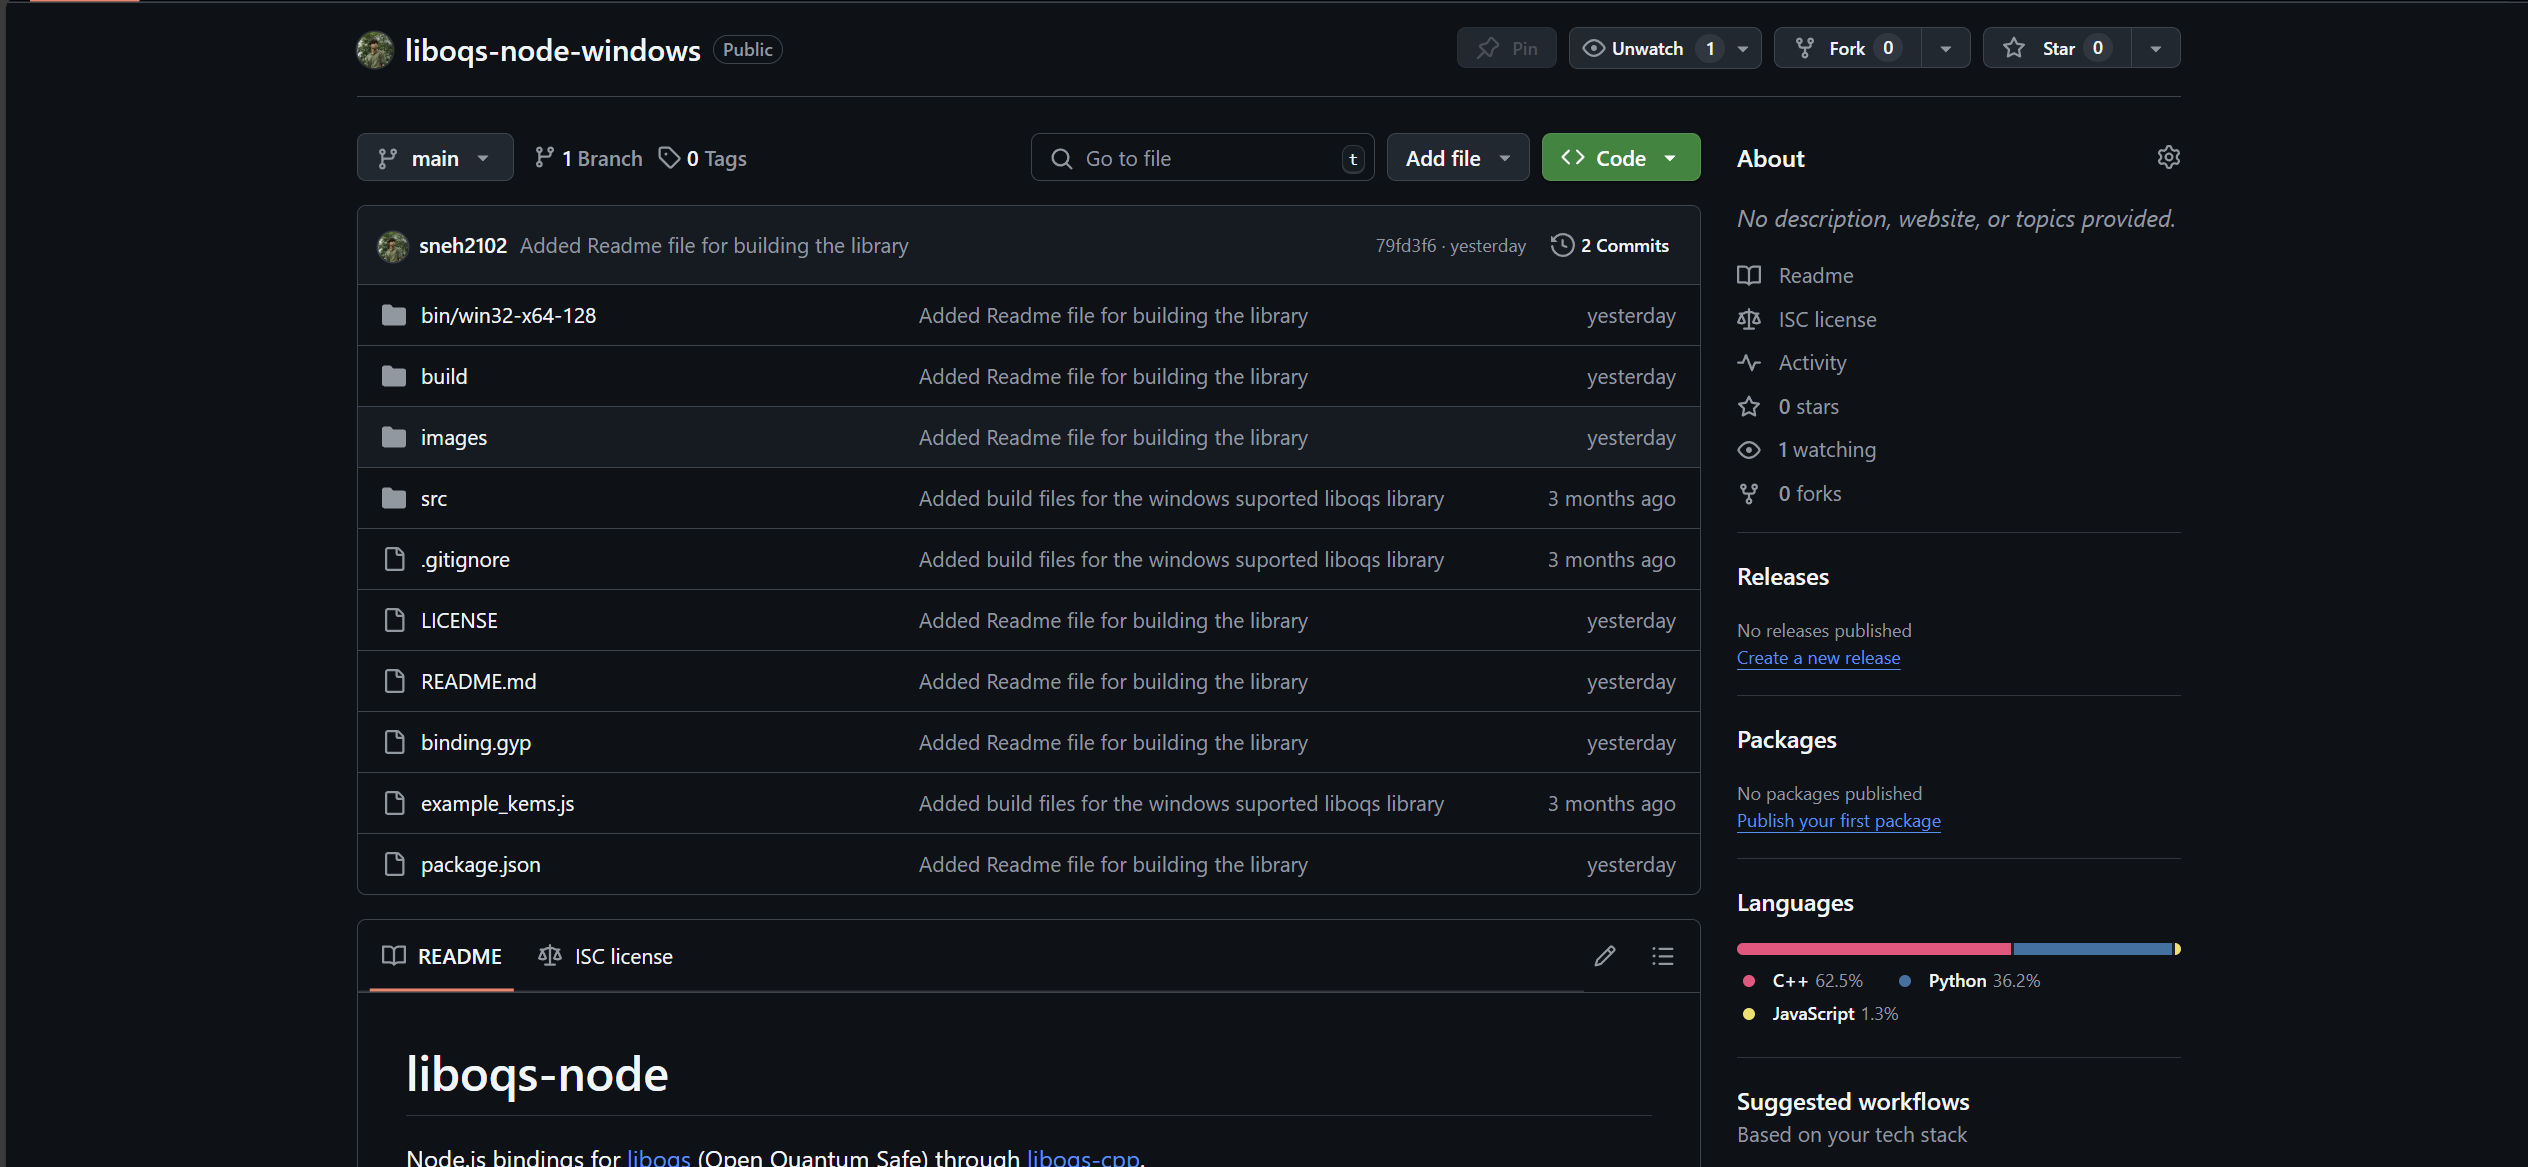 liboqs-node-windows Public
Pin Unwatch 1 Fork 0 Star 0
main 1 Branch 0 Tags Go to file t Add file Code
sneh2102 Added Readme file for building the library 79fd3f6 · yesterday 2 Commits
bin/win32-x64-128 Added Readme file for building the library yesterday
build Added Readme file for building the library yesterday
images Added Readme file for building the library yesterday
src Added build files for the windows suported liboqs library 3 months ago
.gitignore Added build files for the windows suported liboqs library 3 months ago
LICENSE Added Readme file for building the library yesterday
README.md Added Readme file for building the library yesterday
binding.gyp Added Readme file for building the library yesterday
example_kems.js Added build files for the windows suported liboqs library 3 months ago
package.json Added Readme file for building the library yesterday
README ISC license
liboqs-node
Node.js bindings for liboqs (Open Quantum Safe) through liboqs-cpp.
About
No description, website, or topics provided.
Readme
ISC license
Activity
0 stars
1 watching
0 forks
Releases
No releases published
Create a new release
Packages
No packages published
Publish your first package
Languages
C++ 62.5% Python 36.2%
JavaScript 1.3%
Suggested workflows
Based on your tech stack